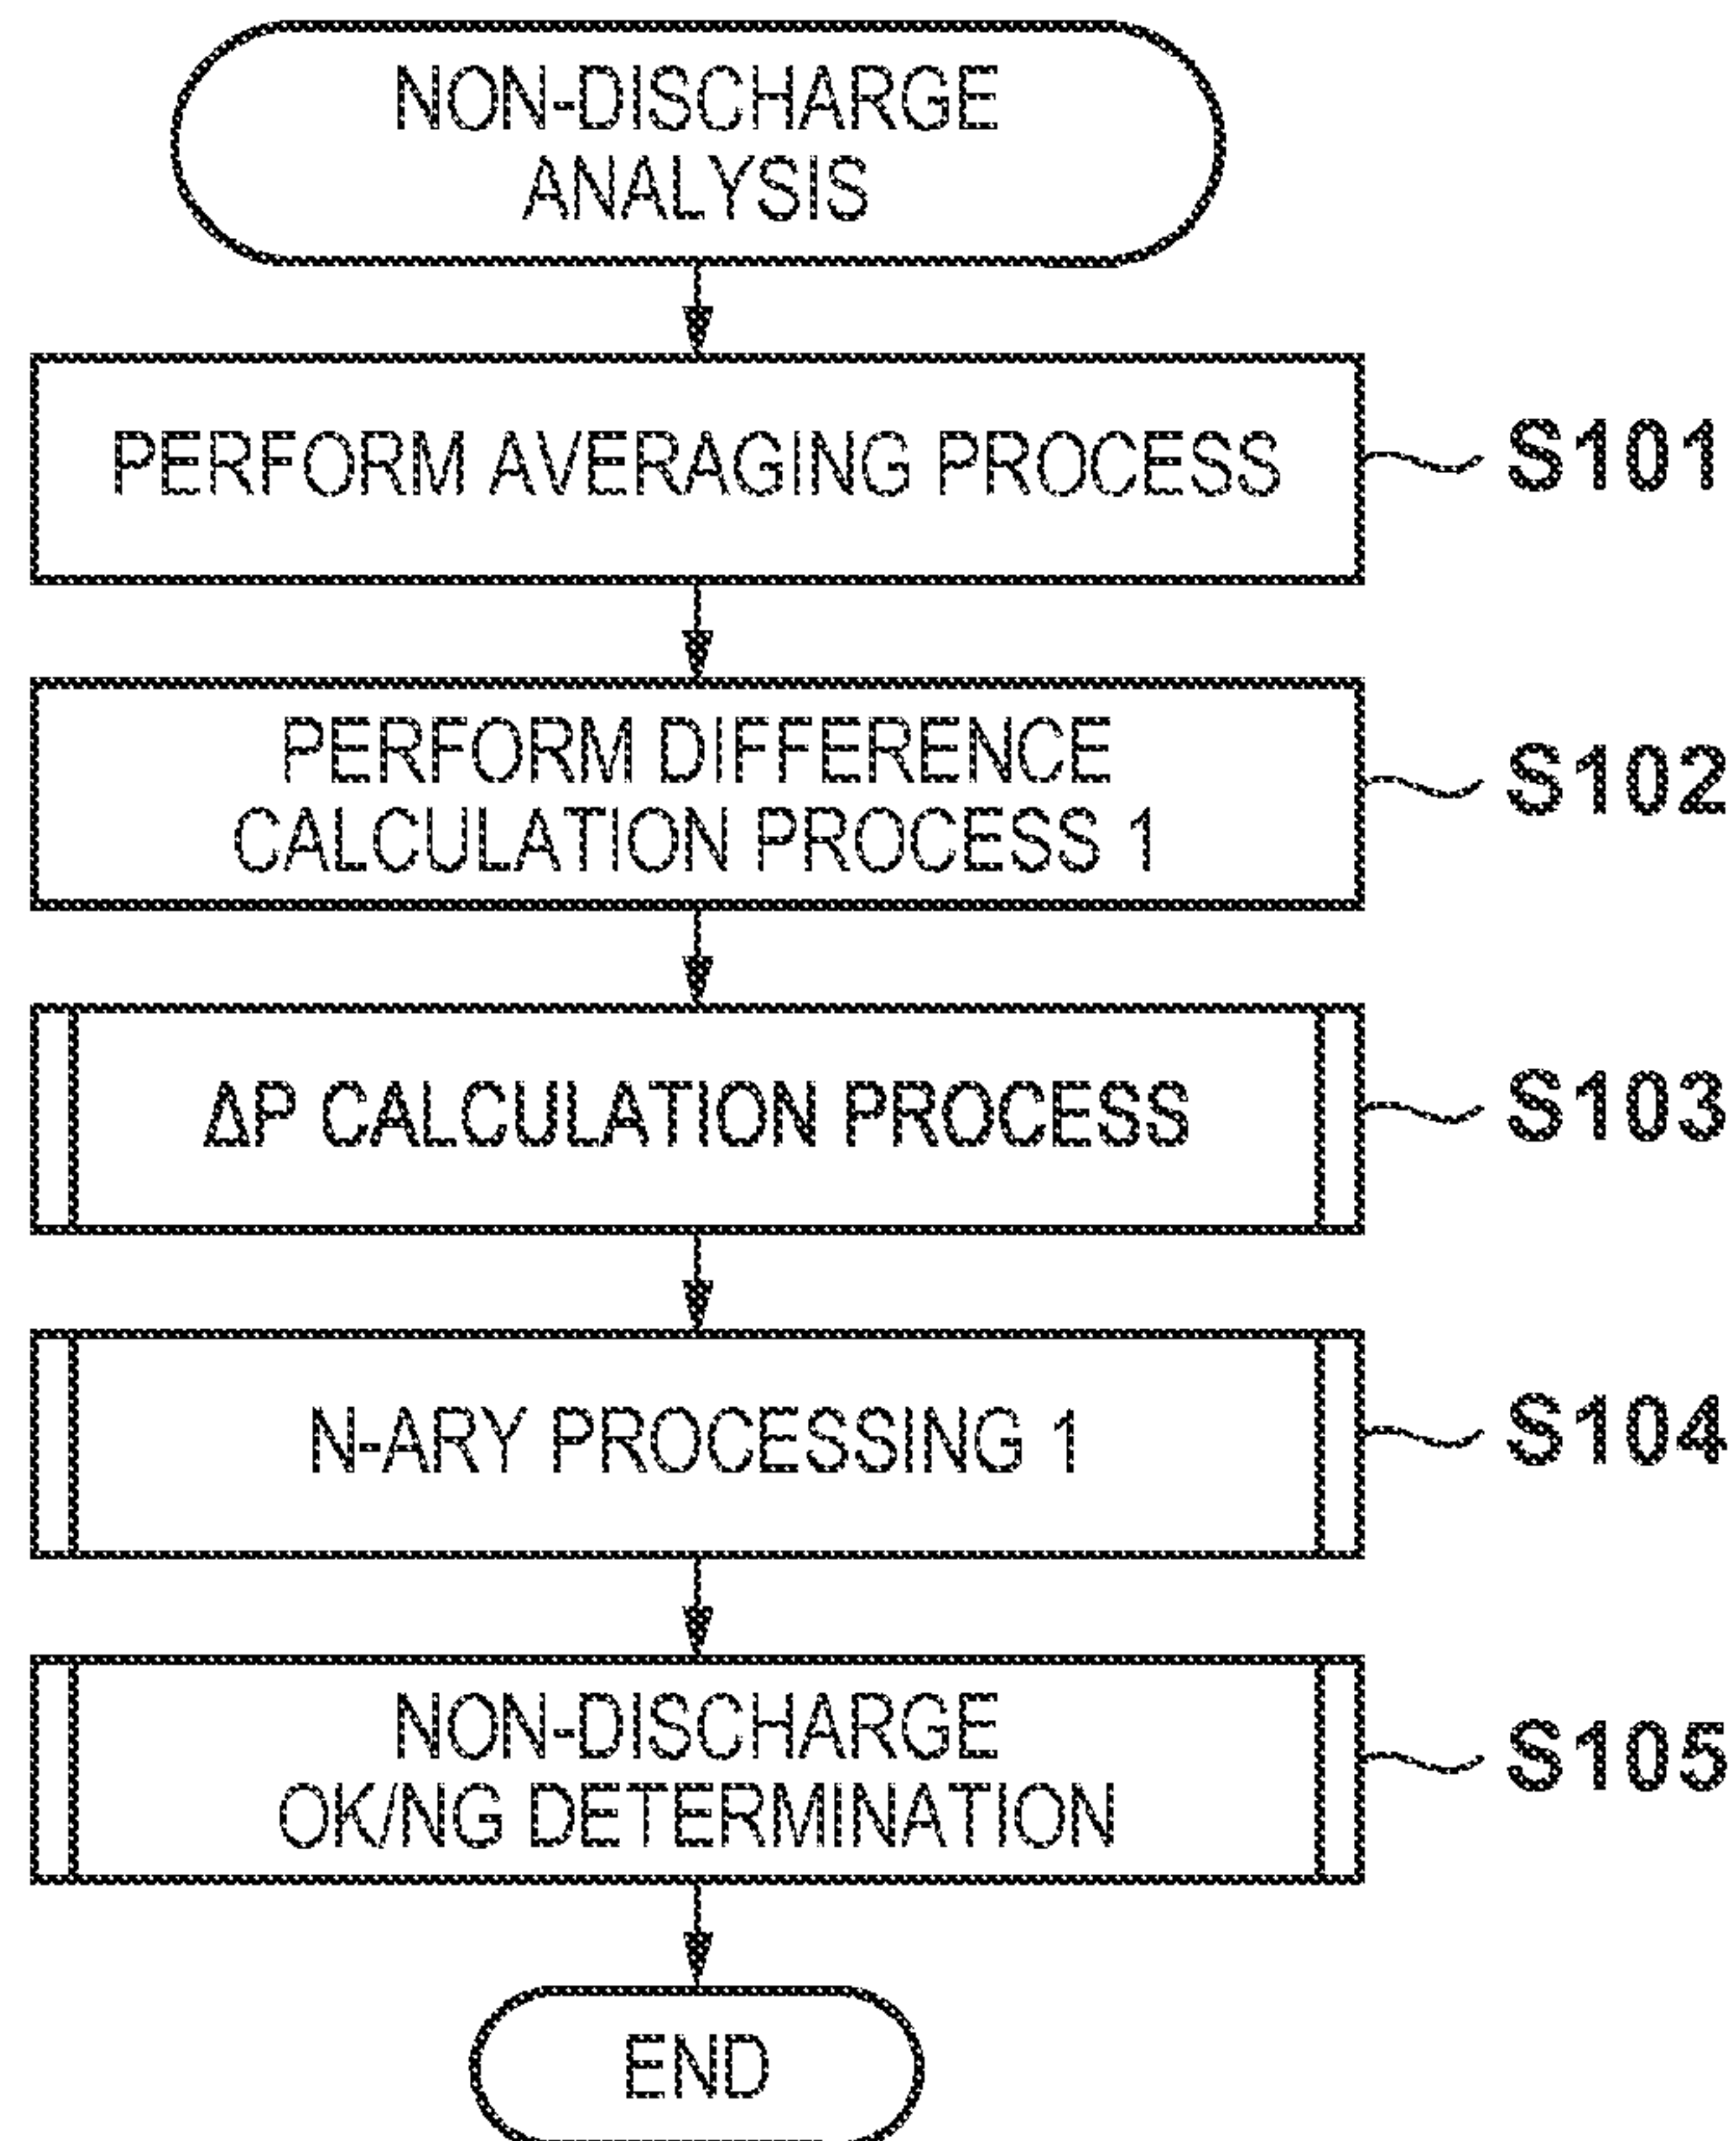 NON-DISCHARGE
ANALYSIS
PERFORM AVERAGING PROCESS
S101
PERFORM DIFFERENCE
CALCULATION PROCESS 1
S102
ΔP CALCULATION PROCESS
S103
N-ARY PROCESSING 1
S104
NON-DISCHARGE
OK/NG DETERMINATION
S105
END